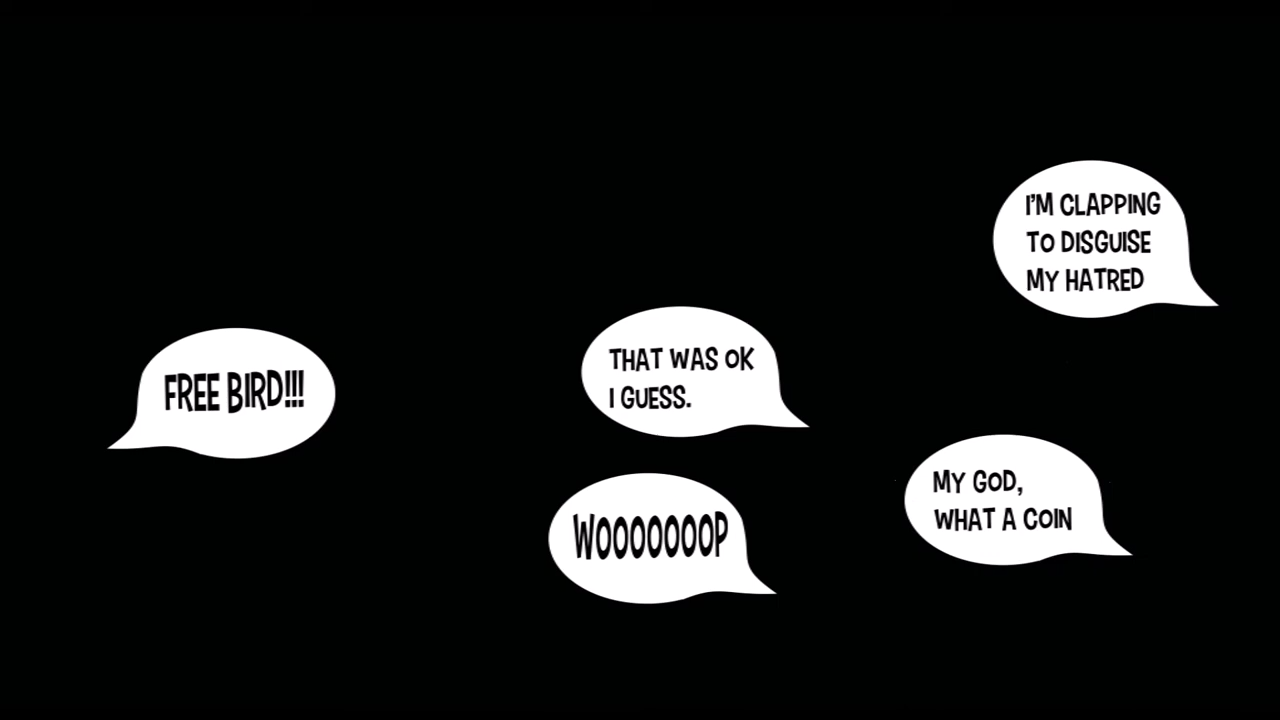 I'M CLAPPING
TO DISGUISE
MY HATRED
FREE BIRD!!!
THAT WAS OK
I GUESS.
MY GOD,
WHAT A COIN
WOOOOOOOP